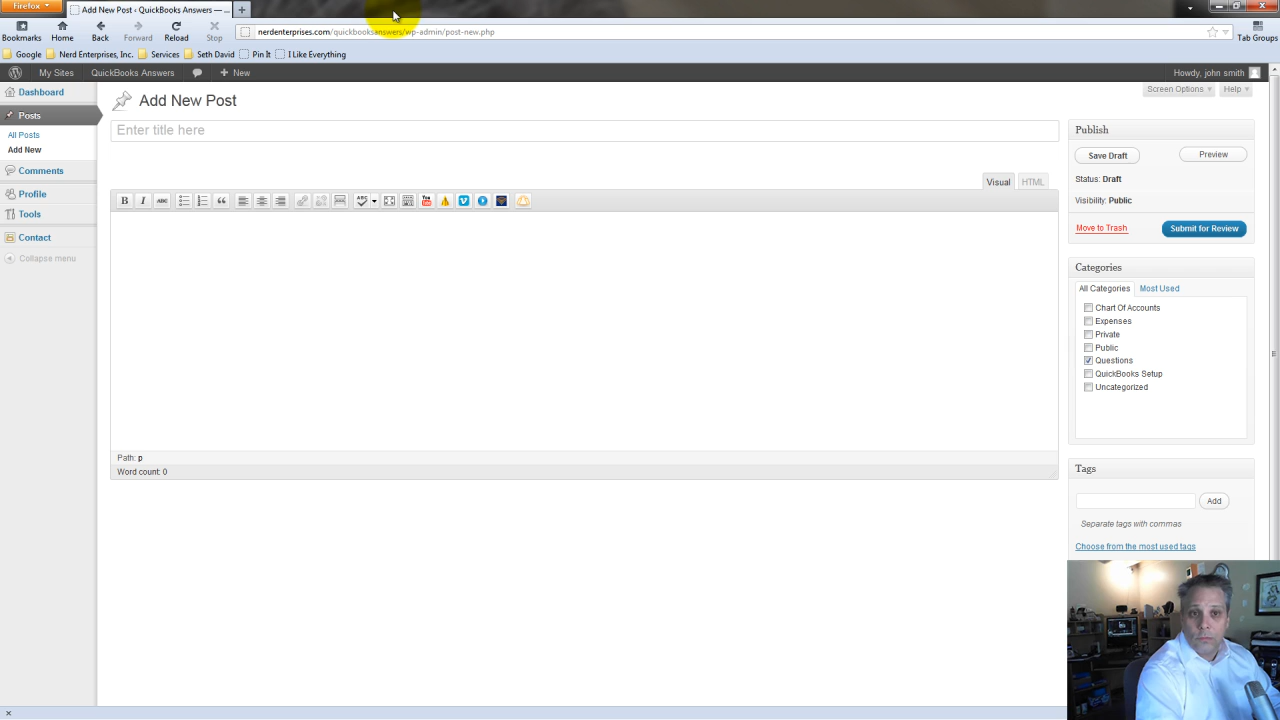 Firefox
Add New Post ‹ QuickBooks Answers — ...
Bookmarks
Home
Back
Forward
Reload
Stop
nerdenterprises.com/quickbooksanswers/wp-admin/post-new.php
Tab Groups
Google
Nerd Enterprises, Inc.
Services
Seth David
Pin It
I Like Everything
My Sites
QuickBooks Answers
+ New
Howdy, john smith
Dashboard
Posts
All Posts
Add New
Comments
Profile
Tools
Contact
Collapse menu
Add New Post
Screen Options
Help
Enter title here
Visual
HTML
B I ABC
ABC
You Tube
Path: p
Word count: 0
Publish
Save Draft
Preview
Status: Draft
Visibility: Public
Move to Trash
Submit for Review
Categories
All Categories
Most Used
Chart Of Accounts
Expenses
Private
Public
Questions
QuickBooks Setup
Uncategorized
Tags
Add
Separate tags with commas
Choose from the most used tags